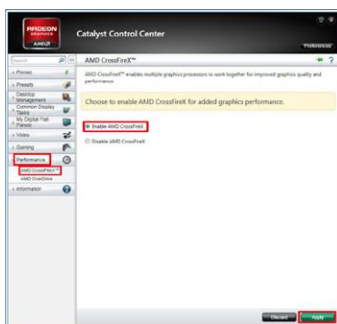 RADEON
GRAPHICS
AMD
Catalyst Control Center
Preferences
Search
AMD CrossFireX™
Pinned
Presets
Desktop
Management
Common Display
Tasks
My Digital Flat
Panels
Video
Gaming
Performance
AMD CrossFireX™
AMD OverDrive
Information
AMD CrossFireX™ enables multiple graphics processors to work together for improved graphics quality and
performance.
Choose to enable AMD CrossFireX for added graphics performance.
Enable AMD CrossFireX
Disable AMD CrossFireX
Discard
Apply